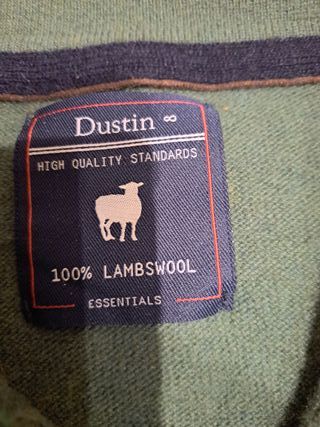 Dustin ∞
HIGH QUALITY STANDARDS
100% LAMBSWOOL
ESSENTIALS